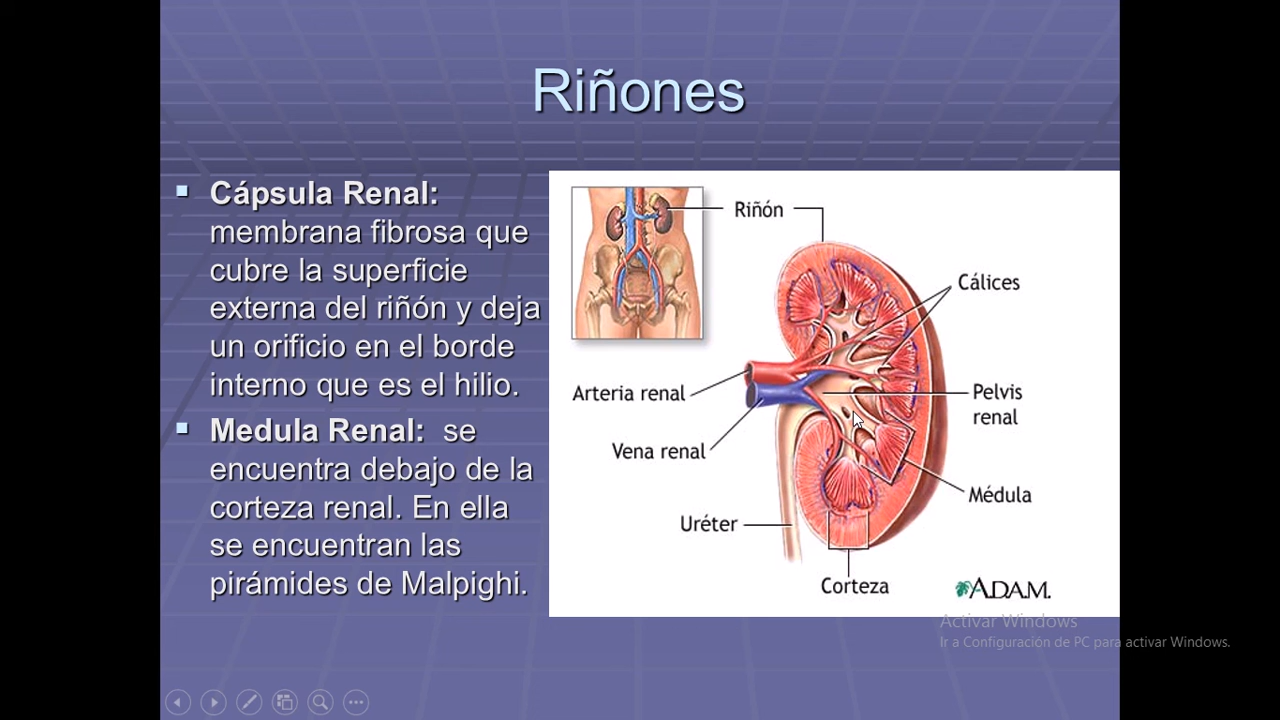 Riñones
Cápsula Renal:
membrana fibrosa que
cubre la superficie
externa del riñón y deja
un orificio en el borde
interno que es el hilio.
Medula Renal: se
encuentra debajo de la
corteza renal. En ella
se encuentran las
pirámides de Malpighi.
Riñón
Cálices
Arteria renal
Pelvis
renal
Vena renal
Médula
Uréter
Corteza
A.D.A.M.
Activar Windows
Ir a Configuración de PC para activar Windows.